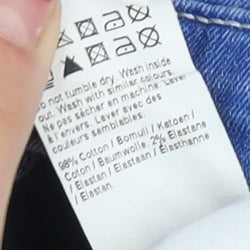 Do not tumble dry. Wash inside
out. Wash with similar colours.
Ne pas sécher en machine. Laver
à l'envers. Laver avec des
couleurs semblables.
98% Cotton / Bomull / Katoen /
Coton / Baumwolle, 2% Elastane
/ Elastan / Elastaan / Élasthanne
/ Elastan